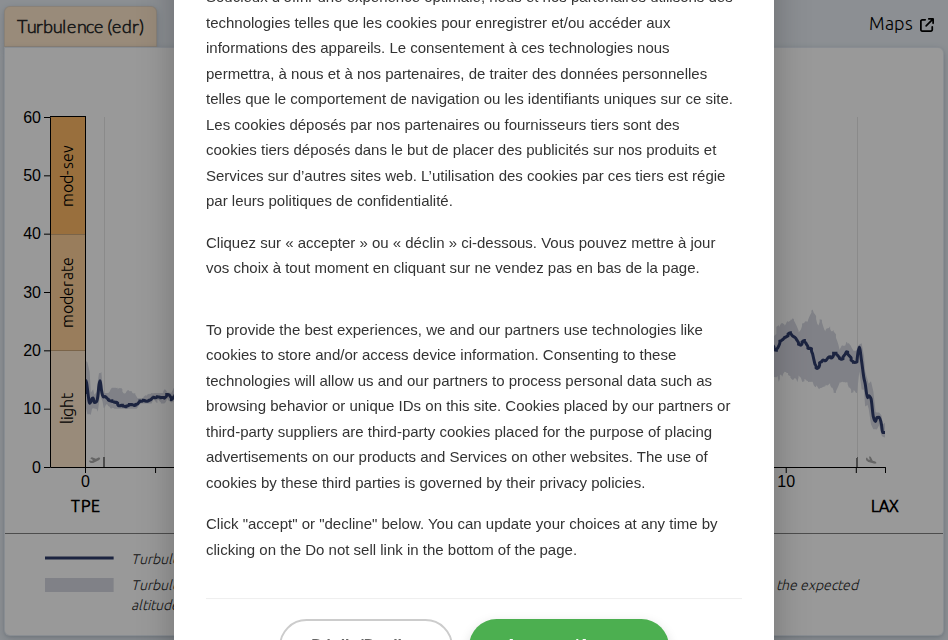 Turbulence (edr)
Maps
technologies telles que les cookies pour enregistrer et/ou accéder aux
informations des appareils. Le consentement à ces technologies nous
permettra, à nous et à nos partenaires, de traiter des données personnelles
telles que le comportement de navigation ou les identifiants uniques sur ce site.
Les cookies déposés par nos partenaires ou fournisseurs tiers sont des
cookies tiers déposés dans le but de placer des publicités sur nos produits et
Services sur d’autres sites web. L’utilisation des cookies par ces tiers est régie
par leurs politiques de confidentialité.
Cliquez sur « accepter » ou « déclin » ci-dessous. Vous pouvez mettre à jour
vos choix à tout moment en cliquant sur ne vendez pas en bas de la page.
To provide the best experiences, we and our partners use technologies like
cookies to store and/or access device information. Consenting to these
technologies will allow us and our partners to process personal data such as
browsing behavior or unique IDs on this site. Cookies placed by our partners or
third-party suppliers are third-party cookies placed for the purpose of placing
advertisements on our products and Services on other websites. The use of
cookies by these third parties is governed by their privacy policies.
Click "accept" or "decline" below. You can update your choices at any time by
clicking on the Do not sell link in the bottom of the page.
60
50
40
30
20
10
0
mod-sev
moderate
light
0
10
TPE
LAX
the expected